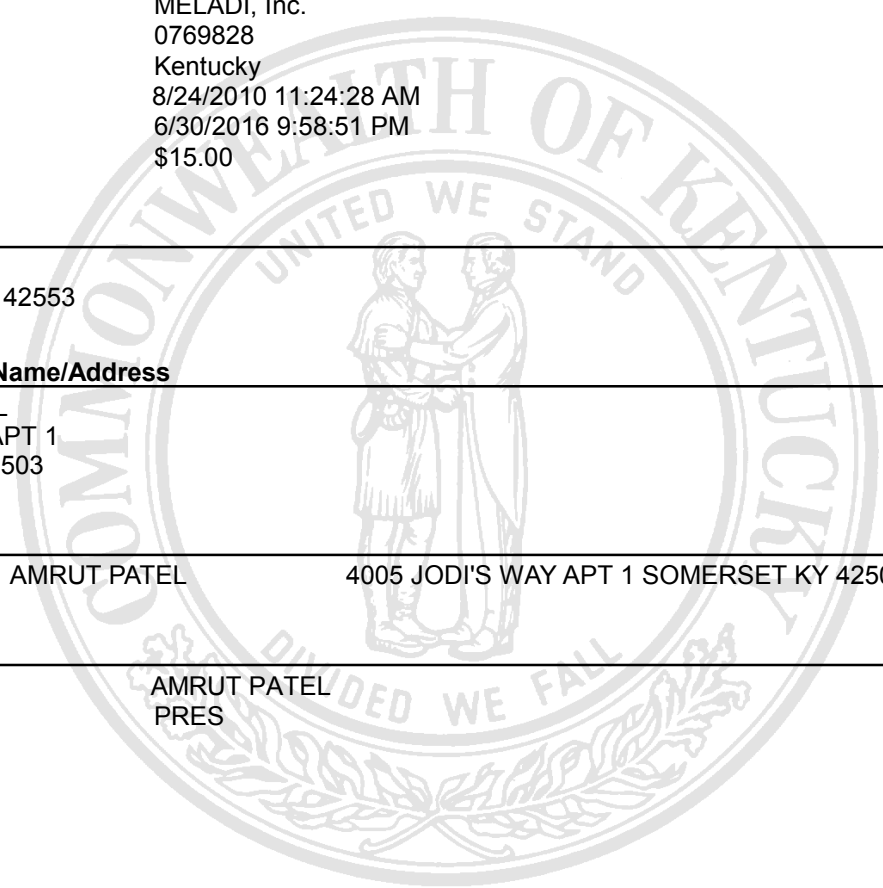 MELADI, Inc.
0769828
Kentucky
8/24/2010 11:24:28 AM
6/30/2016 9:58:51 PM
$15.00
42553
Name/Address
APT 1
503
AMRUT PATEL 4005 JODI'S WAY APT 1 SOMERSET KY 4250
AMRUT PATEL
PRES
COMMONWEALTH OF KENTUCKY
UNITED WE STAND
DIVIDED WE FALL